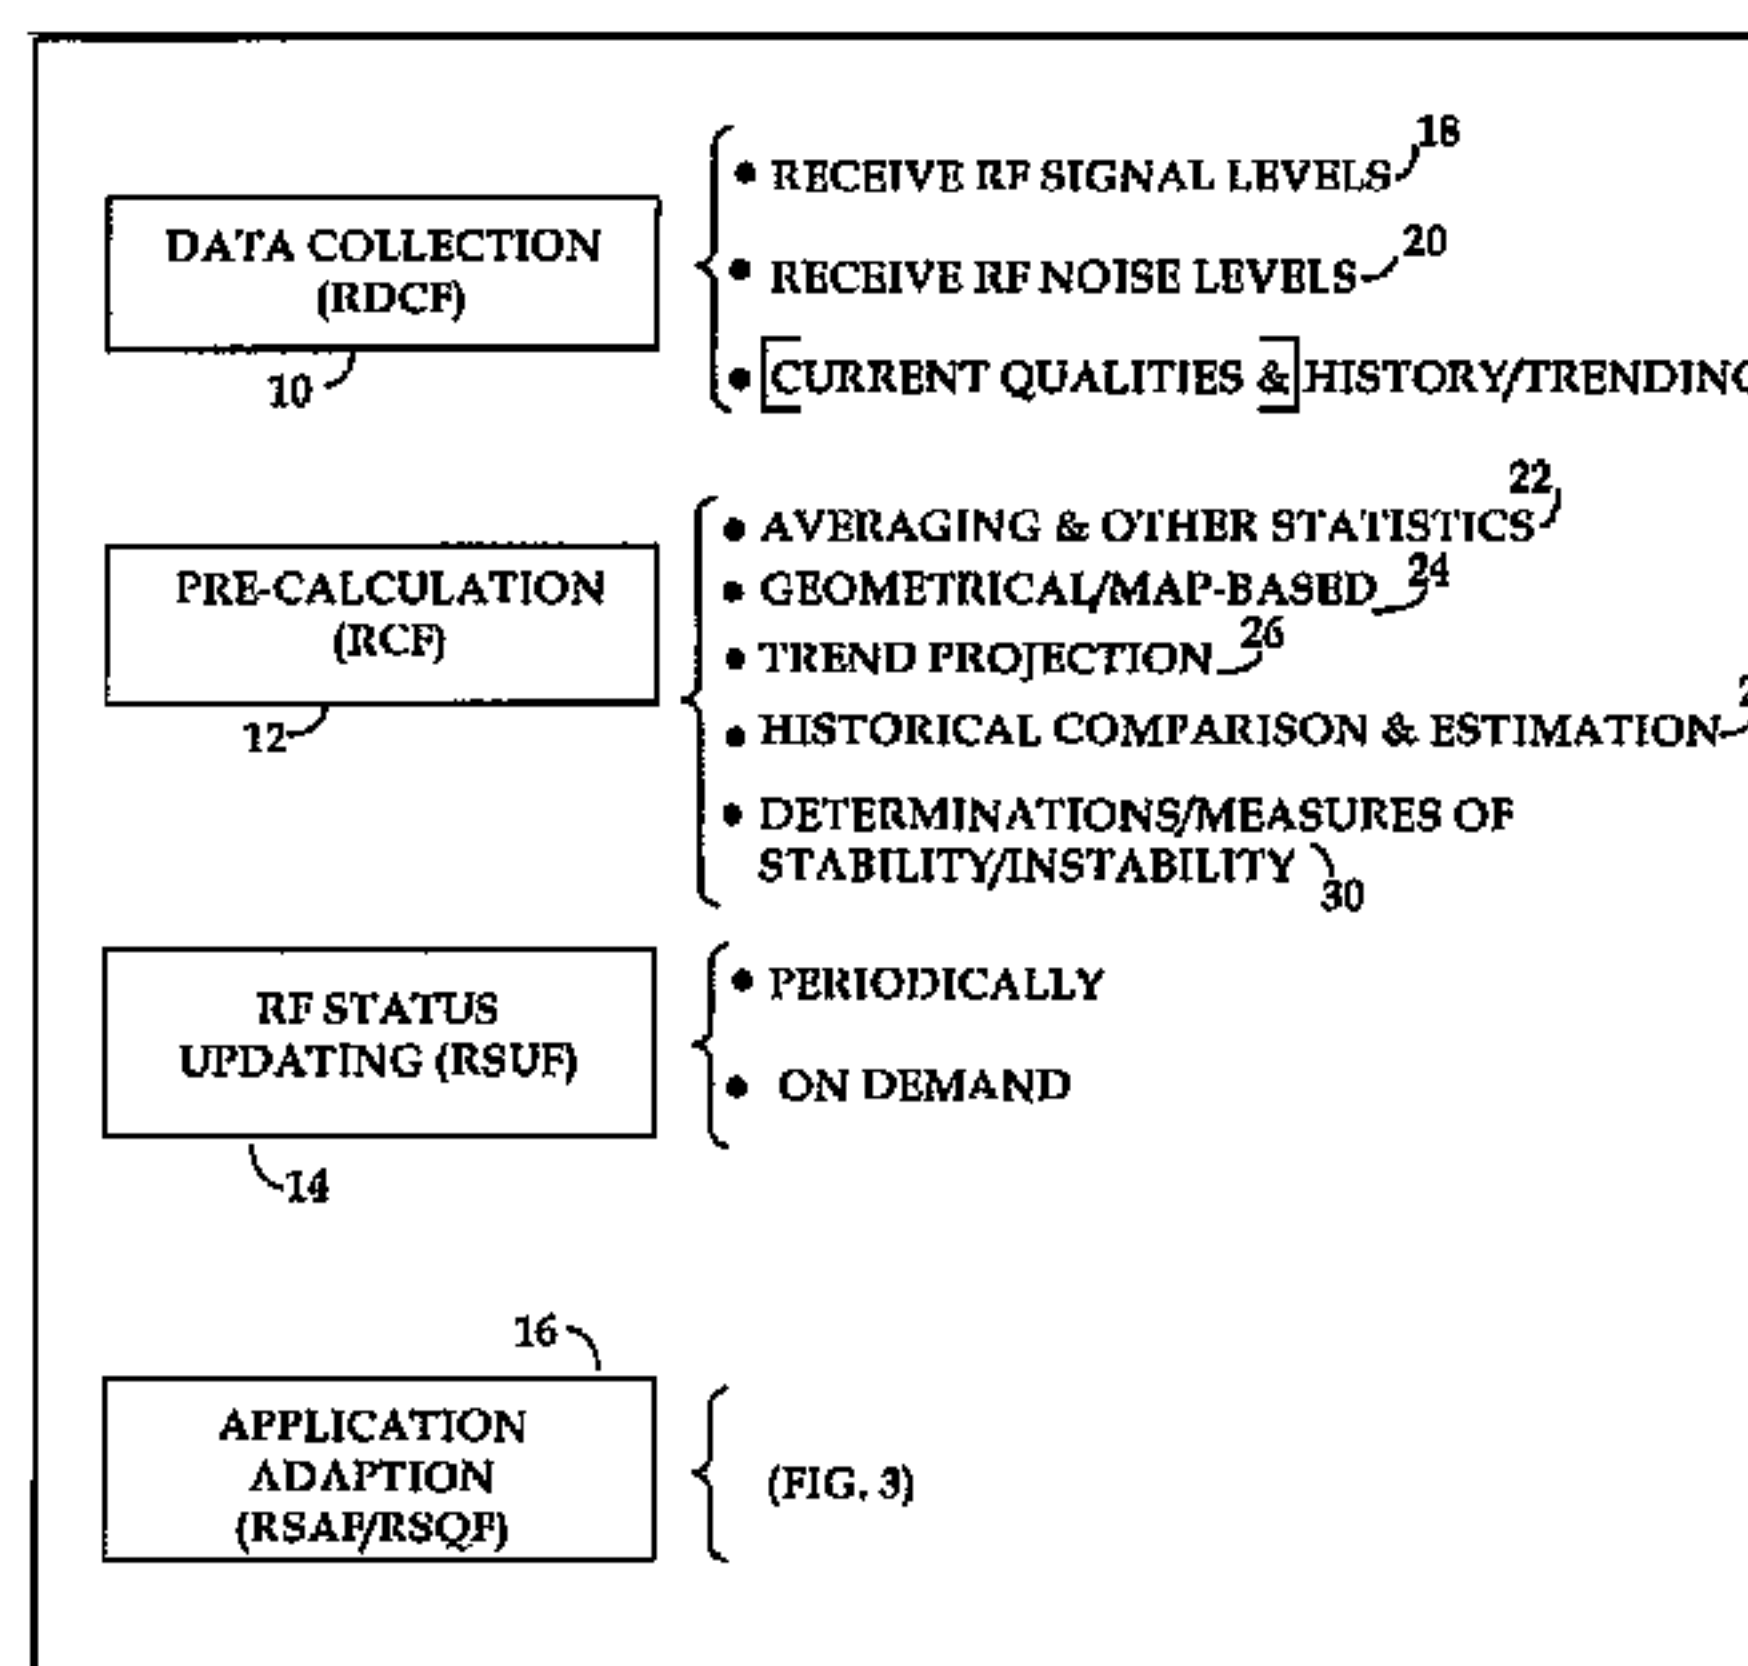 18
RECEIVE RF SIGNAL LEVELS
DATA COLLECTION
(RDCF)
10
20
RECEIVE RF NOISE LEVELS
[CURRENT QUALITIES &] HISTORY/TRENDING
22
AVERAGING & OTHER STATISTICS
PRE-CALCULATION
(RCF)
12
24
GEOMETRICAL/MAP-BASED
26
TREND PROJECTION
HISTORICAL COMPARISON & ESTIMATION
DETERMINATIONS/MEASURES OF
STABILITY/INSTABILITY
30
RF STATUS
UPDATING (RSUF)
14
PERIODICALLY
ON DEMAND
16
APPLICATION
ADAPTION
(RSAF/RSQF)
(FIG. 3)